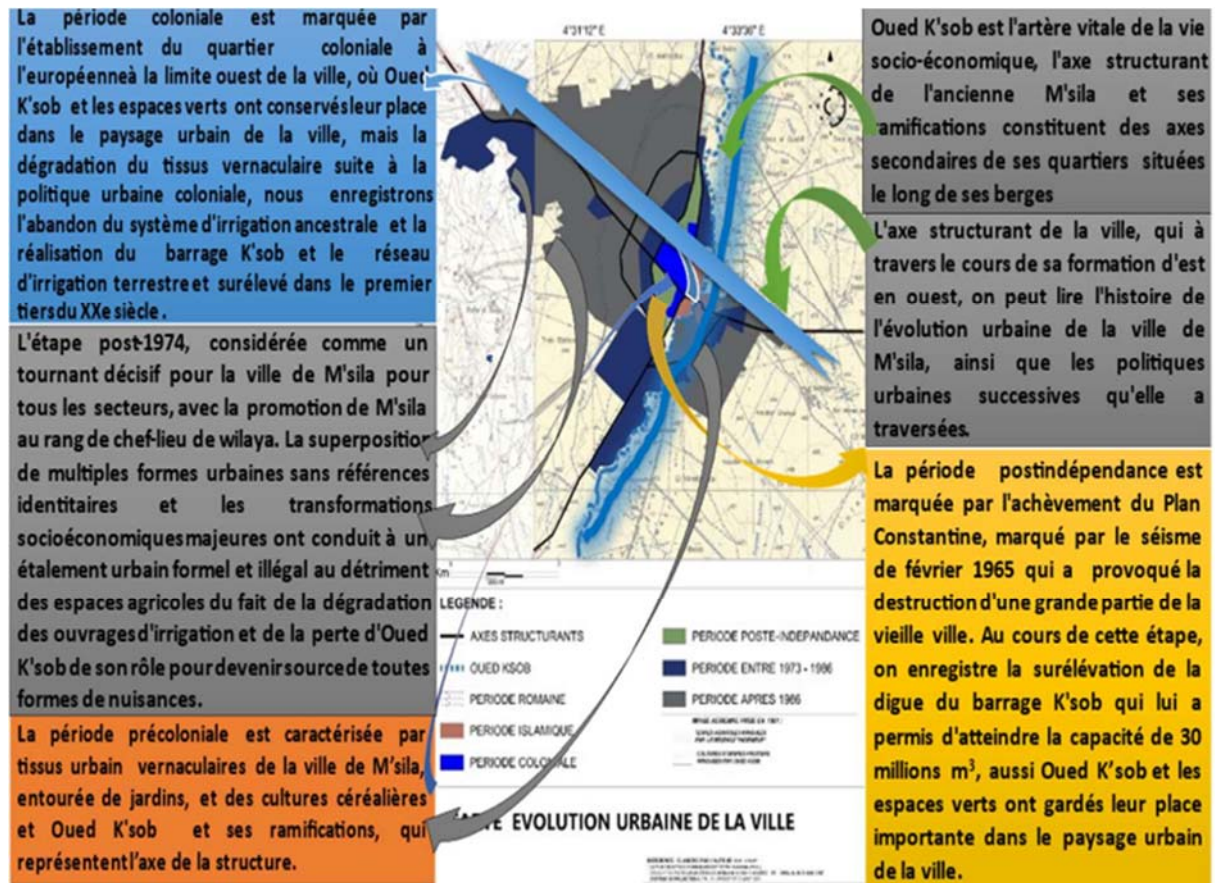 La période coloniale est marquée par
l'établissement du quartier coloniale à
l'européenneà la limite ouest de la ville, où Oued
K'sob et les espaces verts ont conservésleur place
dans le paysage urbain de la ville, mais la
dégradation du tissus vernaculaire suite à la
politique urbaine coloniale, nous enregistrons
l'abandon du système d'irrigation ancestrale et la
réalisation du barrage K'sob et le réseau
d'irrigation terrestre et surélevé dans le premier
tiers du XXe siècle.
L'étape post-1974, considérée comme un
tournant décisif pour la ville de M'sila pour
tous les secteurs, avec la promotion de M'sila
au rang de chef-lieu de wilaya. La superposition
de multiples formes urbaines sans références
identitaires et les transformations
socioéconomiques majeures ont conduit à un
étalement urbain formel et illégal au détriment
des espaces agricoles du fait de la dégradation
des ouvrages d'irrigation et de la perte d'Oued
K'sob de son rôle pour devenir source de toutes
formes de nuisances.
La période précoloniale est caractérisée par
tissus urbain vernaculaires de la ville de M'sila,
entourée de jardins, et des cultures céréalières
et Oued K'sob et ses ramifications, qui
représentent l'axe de la structure.
4°31'12" E
4°33'36" E
Km
LEGENDE :
AXES STRUCTURANTS
OUED KSOB
PERIODE ROMAINE
PERIODE ISLAMIQUE
PERIODE COLONIALE
PERIODE POSTE-INDEPANDANCE
PERIODE ENTRE 1973 - 1986
PERIODE APRES 1986
EVOLUTION URBAINE DE LA VILLE
Oued K'sob est l'artère vitale de la vie
socio-économique, l'axe structurant
de l'ancienne M'sila et ses
ramifications constituent des axes
secondaires de ses quartiers situées
le long de ses berges
L'axe structurant de la ville, qui à
travers le cours de sa formation d'est
en ouest, on peut lire l'histoire de
l'évolution urbaine de la ville de
M'sila, ainsi que les politiques
urbaines successives qu'elle a
traversées.
La période postindépendance est
marquée par l'achèvement du Plan
Constantine, marqué par le séisme
de février 1965 qui a provoqué la
destruction d'une grande partie de la
vieille ville. Au cours de cette étape,
on enregistre la surélévation de la
digue du barrage K'sob qui lui a
permis d'atteindre la capacité de 30
millions m³, aussi Oued K'sob et les
espaces verts ont gardés leur place
importante dans le paysage urbain
de la ville.